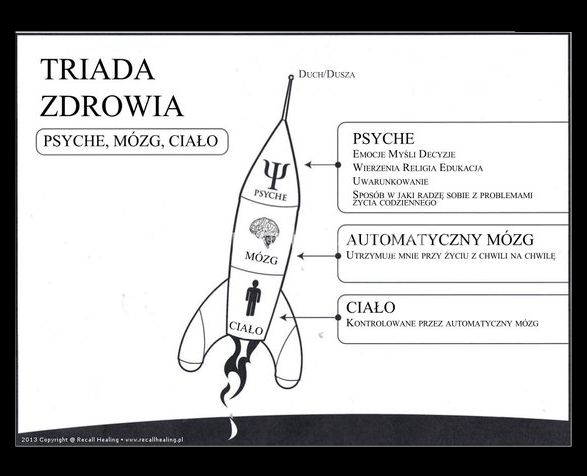 TRIADA
ZDROWIA
PSYCHE, MÓZG, CIAŁO
DUCH/DUSZA
PSYCHE
EMOCJE MYŚLI DECYZJE
WIERZENIA RELIGIA EDUKACJA
UWARUNKOWANIE
SPOSÓB W JAKI RADZĘ SOBIE Z PROBLEMAMI
ŻYCIA CODZIENNEGO
Ψ
PSYCHE
AUTOMATYCZNY MÓZG
UTRZYMUJE MNIE PRZY ŻYCIU Z CHWILI NA CHWILĘ
MÓZG
CIAŁO
KONTROLOWANE PRZEZ AUTOMATYCZNY MÓZG
CIAŁO
2013 Copyright @ Recall Healing • www.recallhealing.pl